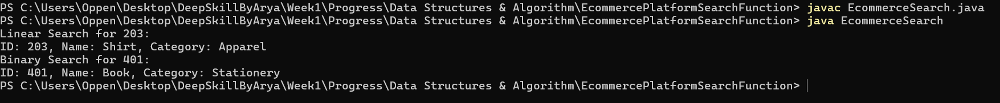 PS C:\Users\Oppen\Desktop\DeepSkillByArya\Week1\Progress\Data Structures & Algorithm\EcommercePlatformSearchFunction> javac EcommerceSearch.java
PS C:\Users\Oppen\Desktop\DeepSkillByArya\Week1\Progress\Data Structures & Algorithm\EcommercePlatformSearchFunction> java EcommerceSearch
Linear Search for 203:
ID: 203, Name: Shirt, Category: Apparel
Binary Search for 401:
ID: 401, Name: Book, Category: Stationery
PS C:\Users\Oppen\Desktop\DeepSkillByArya\Week1\Progress\Data Structures & Algorithm\EcommercePlatformSearchFunction>